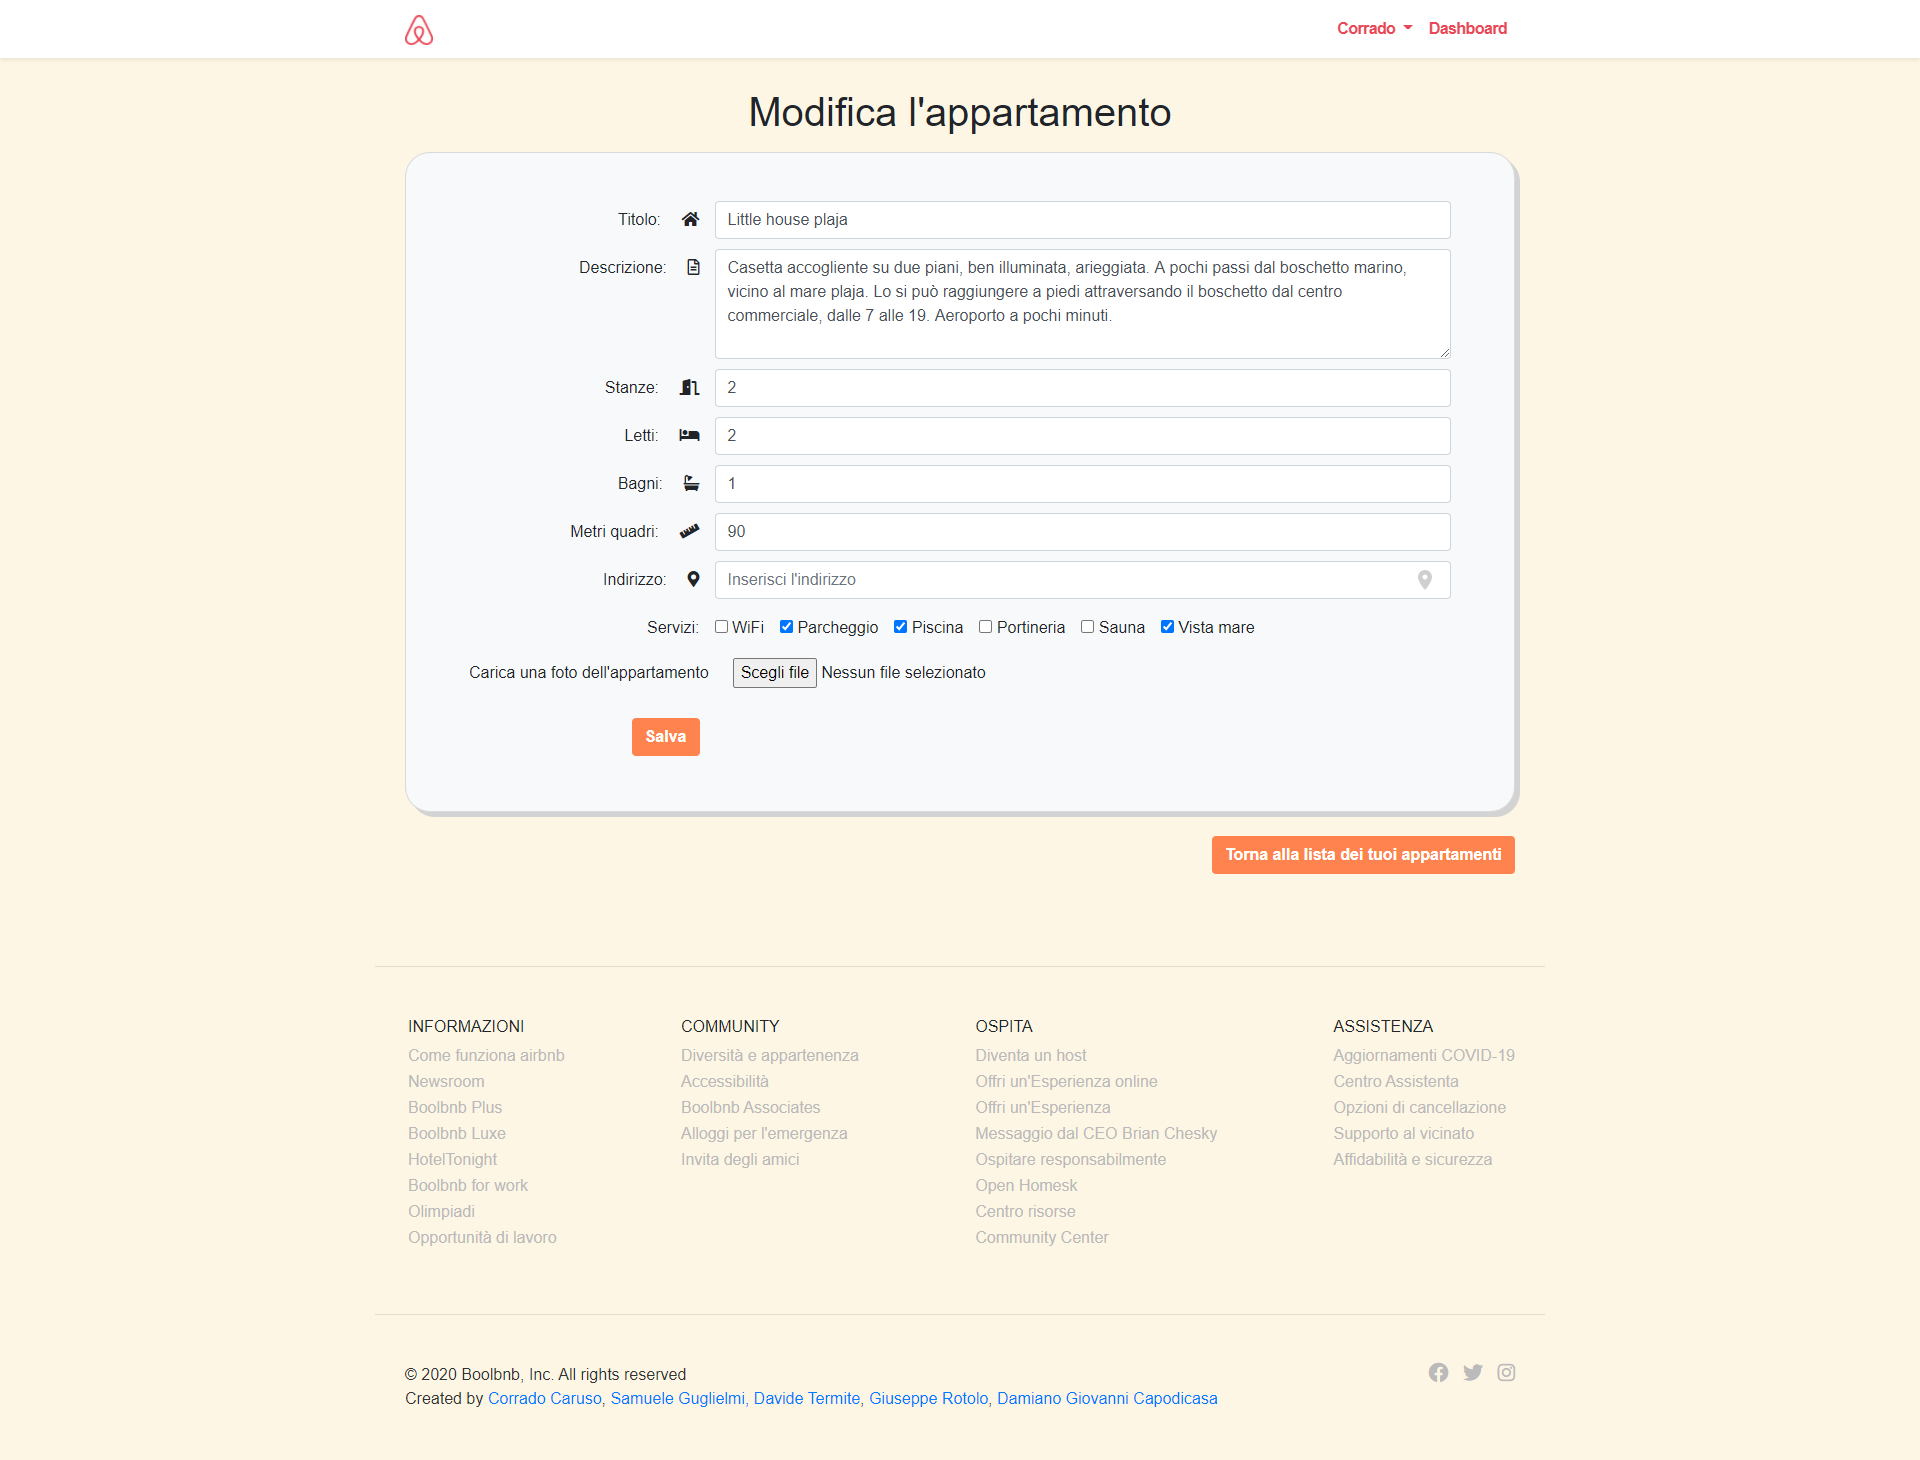 Corrado Dashboard
Modifica l'appartamento
Titolo: Little house plaja
Descrizione: Casetta accogliente su due piani, ben illuminata, arieggiata. A pochi passi dal boschetto marino,
vicino al mare plaja. Lo si può raggiungere a piedi attraversando il boschetto dal centro
commerciale, dalle 7 alle 19. Aeroporto a pochi minuti.
Stanze: 2
Letti: 2
Bagni: 1
Metri quadri: 90
Indirizzo: Inserisci l'indirizzo
Servizi: WiFi Parcheggio Piscina Portineria Sauna Vista mare
Carica una foto dell'appartamento Scegli file Nessun file selezionato
Salva
Torna alla lista dei tuoi appartamenti
INFORMAZIONI
Come funziona airbnb
Newsroom
Boolbnb Plus
Boolbnb Luxe
HotelTonight
Boolbnb for work
Olimpiadi
Opportunità di lavoro
COMMUNITY
Diversità e appartenenza
Accessibilità
Boolbnb Associates
Alloggi per l'emergenza
Invita degli amici
OSPITA
Diventa un host
Offri un'Esperienza online
Offri un'Esperienza
Messaggio dal CEO Brian Chesky
Ospitare responsabilmente
Open Homesk
Centro risorse
Community Center
ASSISTENZA
Aggiornamenti COVID-19
Centro Assistenta
Opzioni di cancellazione
Supporto al vicinato
Affidabilità e sicurezza
© 2020 Boolbnb, Inc. All rights reserved
Created by Corrado Caruso, Samuele Guglielmi, Davide Termite, Giuseppe Rotolo, Damiano Giovanni Capodicasa